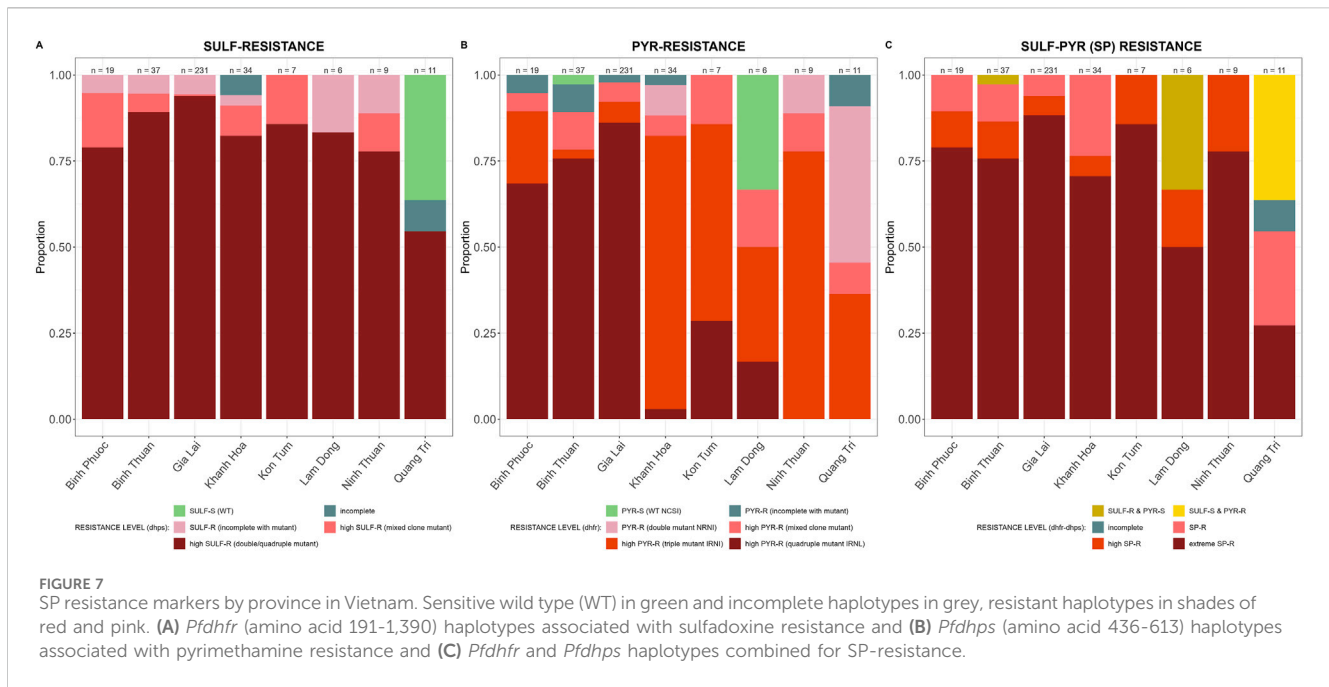 A
SULF-RESISTANCE
n = 19 n = 37 n = 231 n = 34 n = 7 n = 6 n = 9 n = 11
1.00
0.75
0.50
0.25
0.00
Proportion
Binh Phuoc Binh Thuan Gia Lai Khanh Hoa Kon Tum Lam Dong Ninh Thuan Quang Tri
RESISTANCE LEVEL (dhps):
SULF-S (WT) incomplete
SULF-R (incomplete with mutant) high SULF-R (mixed clone mutant)
high SULF-R (double/quadruple mutant)
B
PYR-RESISTANCE
n = 19 n = 37 n = 231 n = 34 n = 7 n = 6 n = 9 n = 11
1.00
0.75
0.50
0.25
0.00
Proportion
Binh Phuoc Binh Thuan Gia Lai Khanh Hoa Kon Tum Lam Dong Ninh Thuan Quang Tri
RESISTANCE LEVEL (dhfr):
PYR-S (WT NCSI) PYR-R (incomplete with mutant)
PYR-R (double mutant NRNI) high PYR-R (mixed clone mutant)
high PYR-R (triple mutant IRNI) high PYR-R (quadruple mutant IRNL)
C
SULF-PYR (SP) RESISTANCE
n = 19 n = 37 n = 231 n = 34 n = 7 n = 6 n = 9 n = 11
1.00
0.75
0.50
0.25
0.00
Proportion
Binh Phuoc Binh Thuan Gia Lai Khanh Hoa Kon Tum Lam Dong Ninh Thuan Quang Tri
RESISTANCE LEVEL (dhfr-dhps):
SULF-R & PYR-S SULF-S & PYR-R
incomplete SP-R
high SP-R extreme SP-R
FIGURE 7
SP resistance markers by province in Vietnam. Sensitive wild type (WT) in green and incomplete haplotypes in grey, resistant haplotypes in shades of
red and pink. (A) Pfdhfr (amino acid 191-1,390) haplotypes associated with sulfadoxine resistance and (B) Pfdhps (amino acid 436-613) haplotypes
associated with pyrimethamine resistance and (C) Pfdhfr and Pfdhps haplotypes combined for SP-resistance.